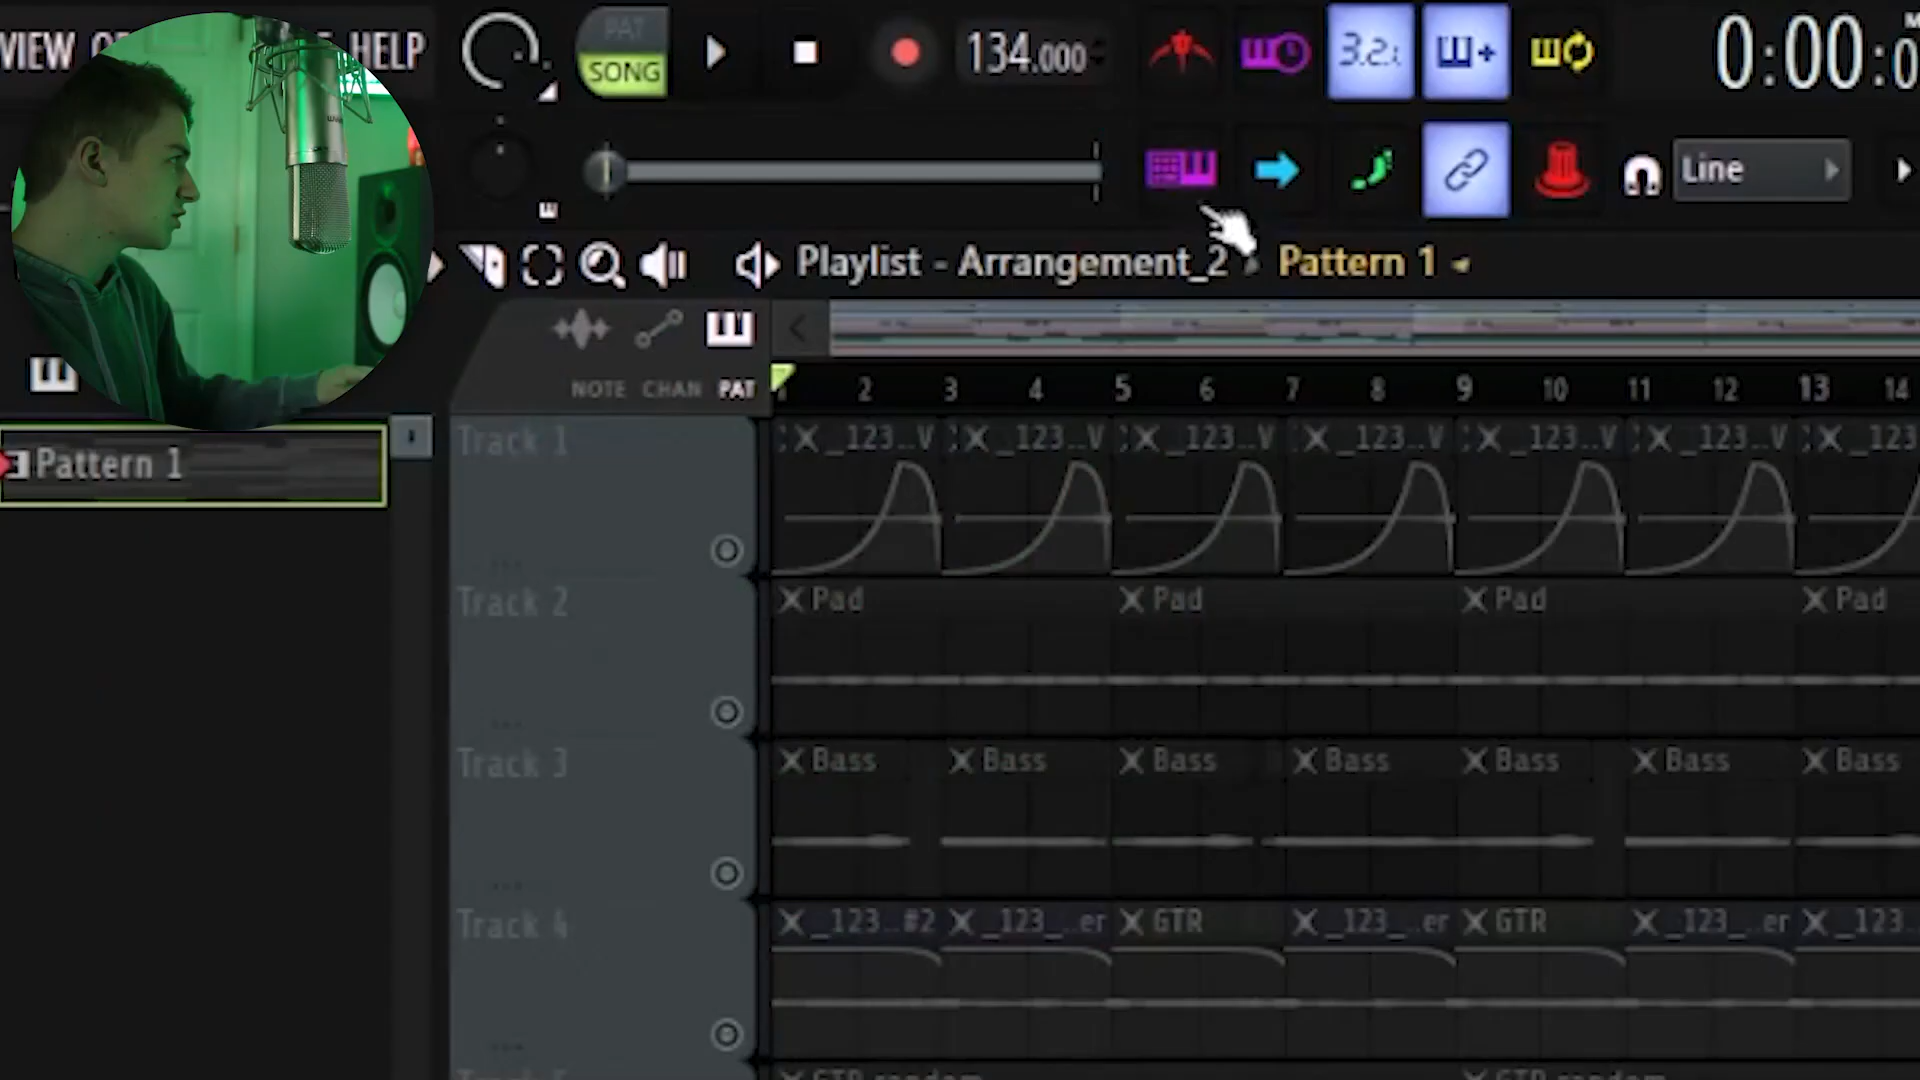 VIEW
HELP
PAT
SONG
134.000
3.2.
0:00:0
Line
Playlist - Arrangement_2
Pattern 1
NOTE CHAN PAT
2 3 4 5 6 7 8 9 10 11 12 13 14
Pattern 1
Track 1
_123..V _123..V _123..V _123..V _123..V _123..V _123
Track 2
Pad Pad Pad Pad
Track 3
Bass Bass Bass Bass Bass Bass Bass
Track 4
_123..#2 _123_..er GTR _123_..er GTR _123_..er _123..
GTR random GTR random